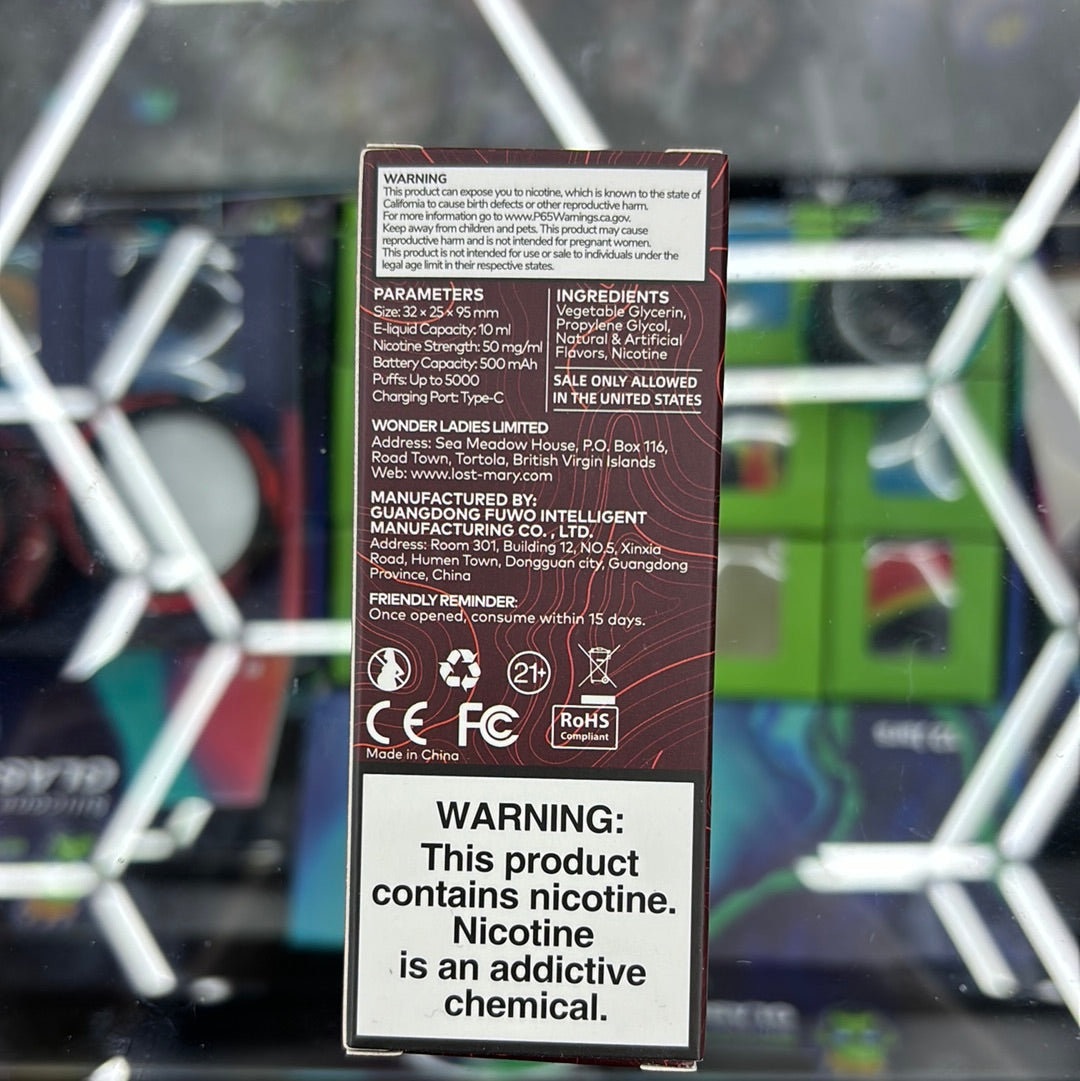 WARNING
This product can expose you to nicotine, which is known to the state of
California to cause birth defects or other reproductive harm.
For more information go to www.P65Warnings.ca.gov.
Keep away from children and pets. This product may cause
reproductive harm and is not intended for pregnant women.
This product is not intended for use or sale to individuals under the
legal age limit in their respective states.
PARAMETERS
Size: 32 × 25 × 95 mm
E-liquid Capacity: 10 ml
Nicotine Strength: 50 mg/ml
Battery Capacity: 500 mAh
Puffs: Up to 5000
Charging Port: Type-C
INGREDIENTS
Vegetable Glycerin,
Propylene Glycol,
Natural & Artificial
Flavors, Nicotine
SALE ONLY ALLOWED
IN THE UNITED STATES
WONDER LADIES LIMITED
Address: Sea Meadow House, P.O. Box 116,
Road Town, Tortola, British Virgin Islands
Web: www.lost-mary.com
MANUFACTURED BY:
GUANGDONG FUWO INTELLIGENT
MANUFACTURING CO. , LTD.
Address: Room 301, Building 12, NO.5, Xinxia
Road, Humen Town, Dongguan city, Guangdong
Province, China
FRIENDLY REMINDER:
Once opened, consume within 15 days.
21+
CE FC
RoHS
Compliant
Made in China
WARNING:
This product
contains nicotine.
Nicotine
is an addictive
chemical.